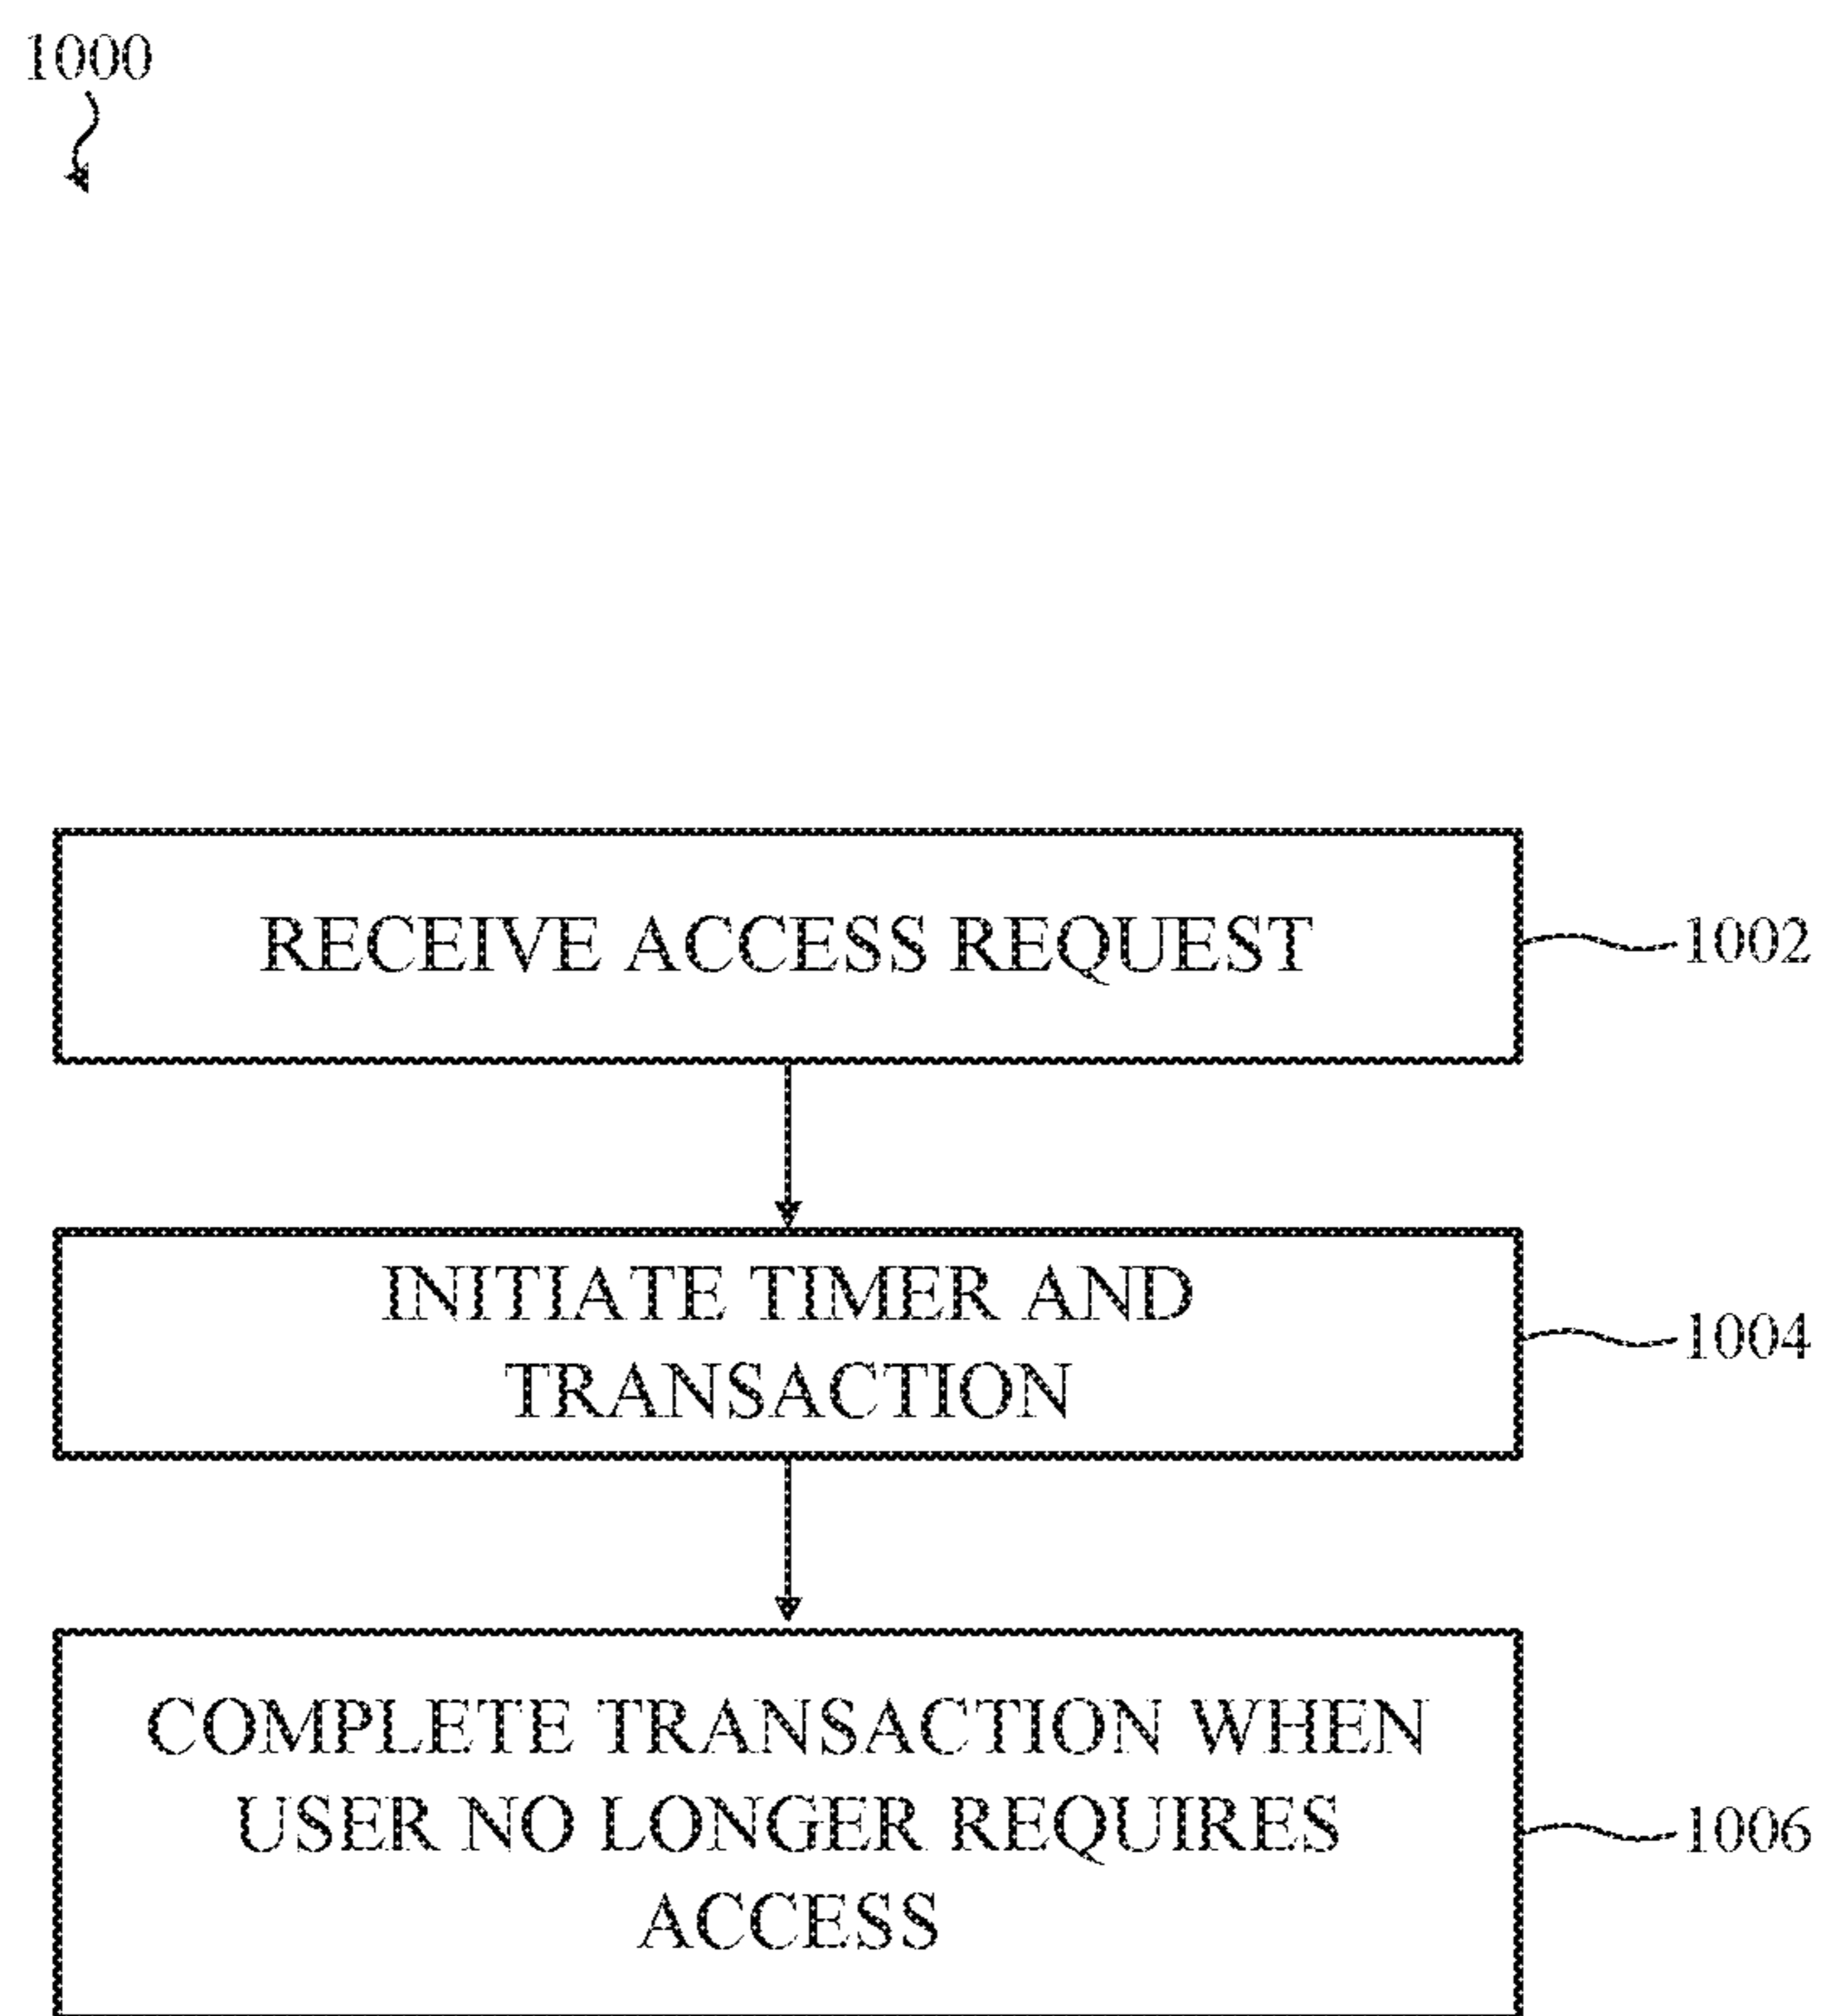 1000
RECEIVE ACCESS REQUEST
1002
INITIATE TIMER AND
TRANSACTION
1004
COMPLETE TRANSACTION WHEN
USER NO LONGER REQUIRES
ACCESS
1006